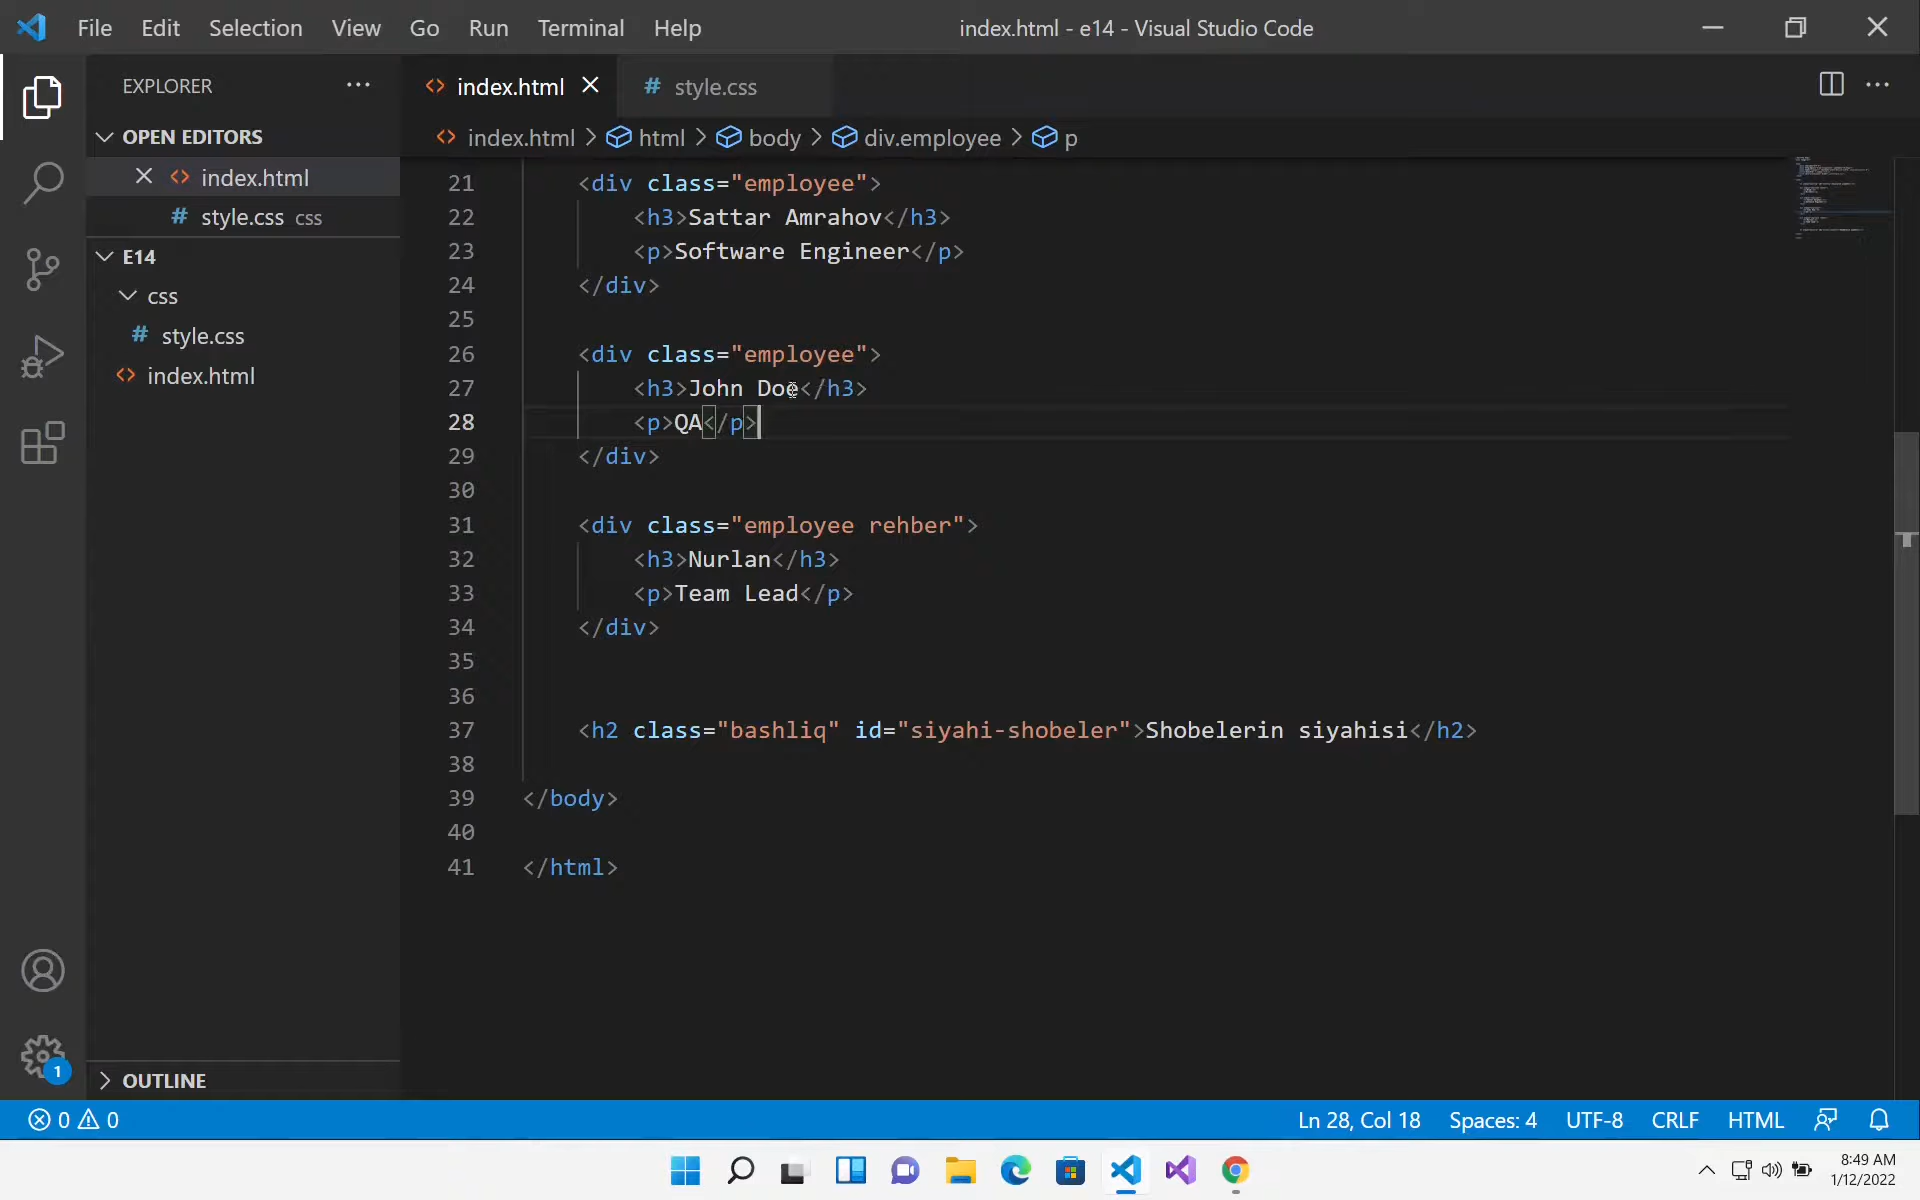 File Edit Selection View Go Run Terminal Help index.html - e14 - Visual Studio Code
EXPLORER
OPEN EDITORS
index.html
style.css css
E14
css
style.css
index.html
OUTLINE
index.html style.css
index.html > html > body > div.employee > p
21 <div class="employee">
22 <h3>Sattar Amrahov</h3>
23 <p>Software Engineer</p>
24 </div>
25
26 <div class="employee">
27 <h3>John Doe</h3>
28 <p>QA</p>
29 </div>
30
31 <div class="employee rehber">
32 <h3>Nurlan</h3>
33 <p>Team Lead</p>
34 </div>
35
36
37 <h2 class="bashliq" id="siyahi-shobeler">Shobelerin siyahisi</h2>
38
39 </body>
40
41 </html>
1
0 0 Ln 28, Col 18 Spaces: 4 UTF-8 CRLF HTML
8:49 AM
1/12/2022